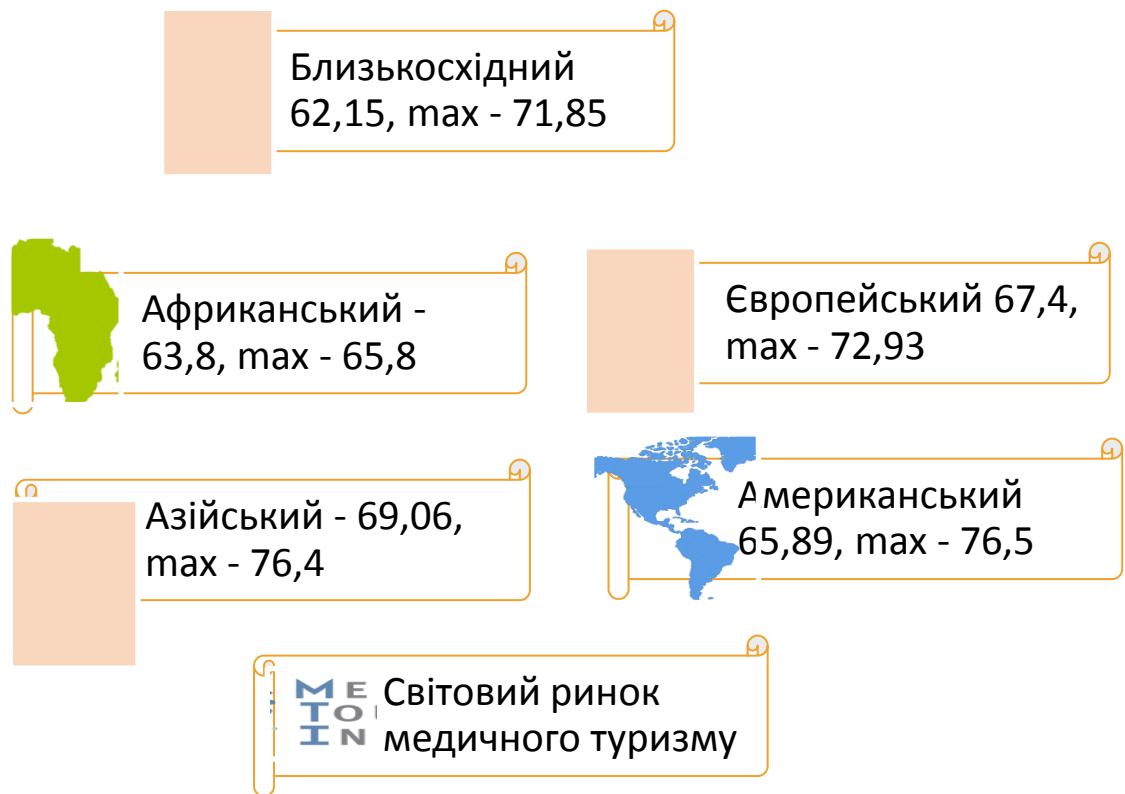 Близькосхідний
62,15, max - 71,85
Африканський -
63,8, max - 65,8
Європейський 67,4,
max - 72,93
Азійський - 69,06,
max - 76,4
Американський
65,89, max - 76,5
M E
T O
I N
Світовий ринок
медичного туризму